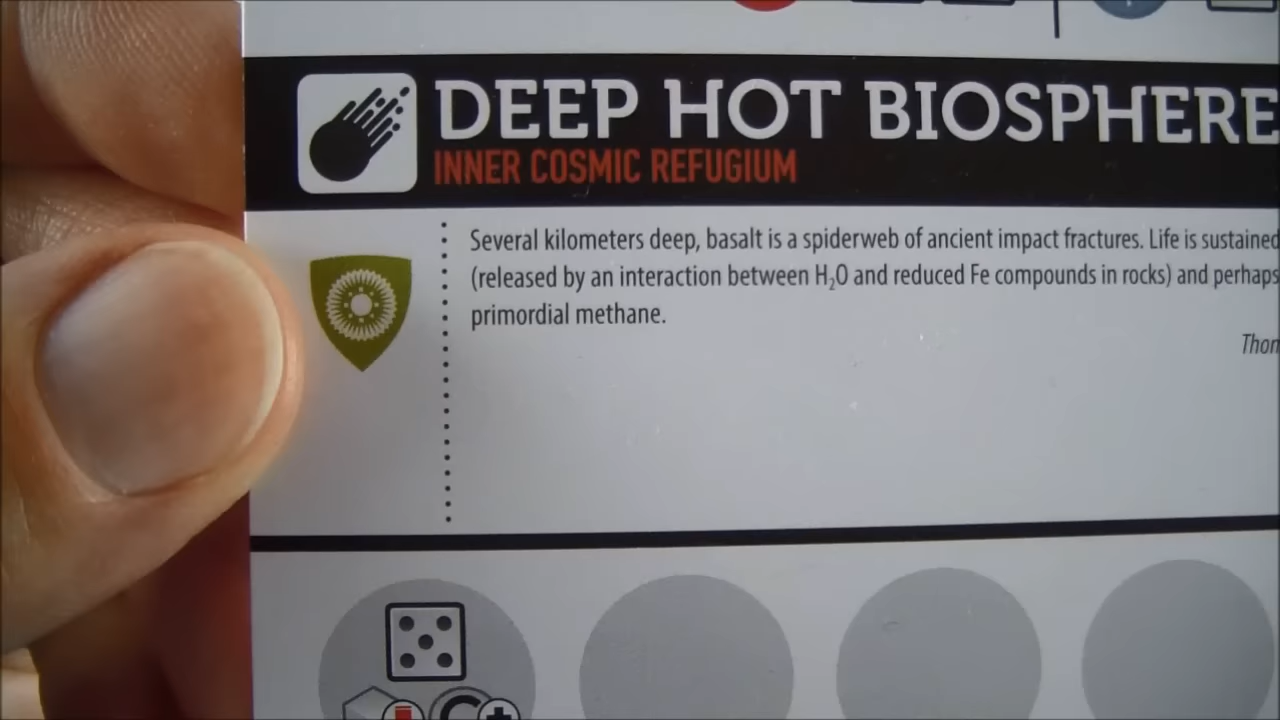 DEEP HOT BIOSPHERE
INNER COSMIC REFUGIUM
Several kilometers deep, basalt is a spiderweb of ancient impact fractures. Life is sustained
(released by an interaction between H₂O and reduced Fe compounds in rocks) and perhaps
primordial methane.